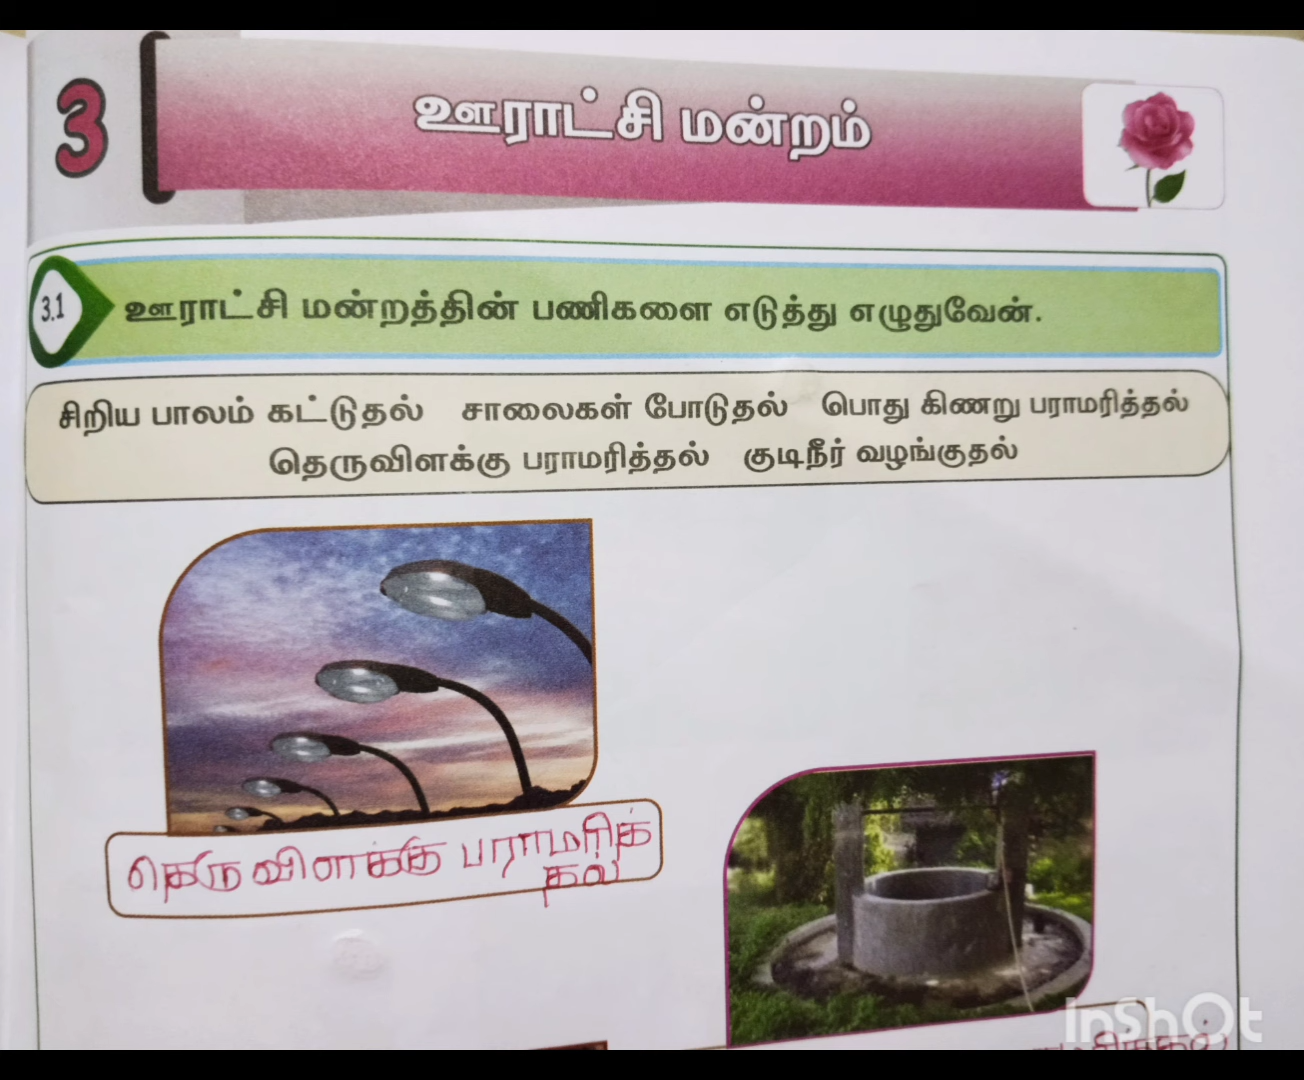 3
ஊராட்சி மன்றம்
3.1
ஊராட்சி மன்றத்தின் பணிகளை எடுத்து எழுதுவேன்.
சிறிய பாலம் கட்டுதல் சாலைகள் போடுதல் பொது கிணறு பராமரித்தல்
தெருவிளக்கு பராமரித்தல் குடிநீர் வழங்குதல்
தெருவிளக்கு பராமரித்
தல்
InShOt